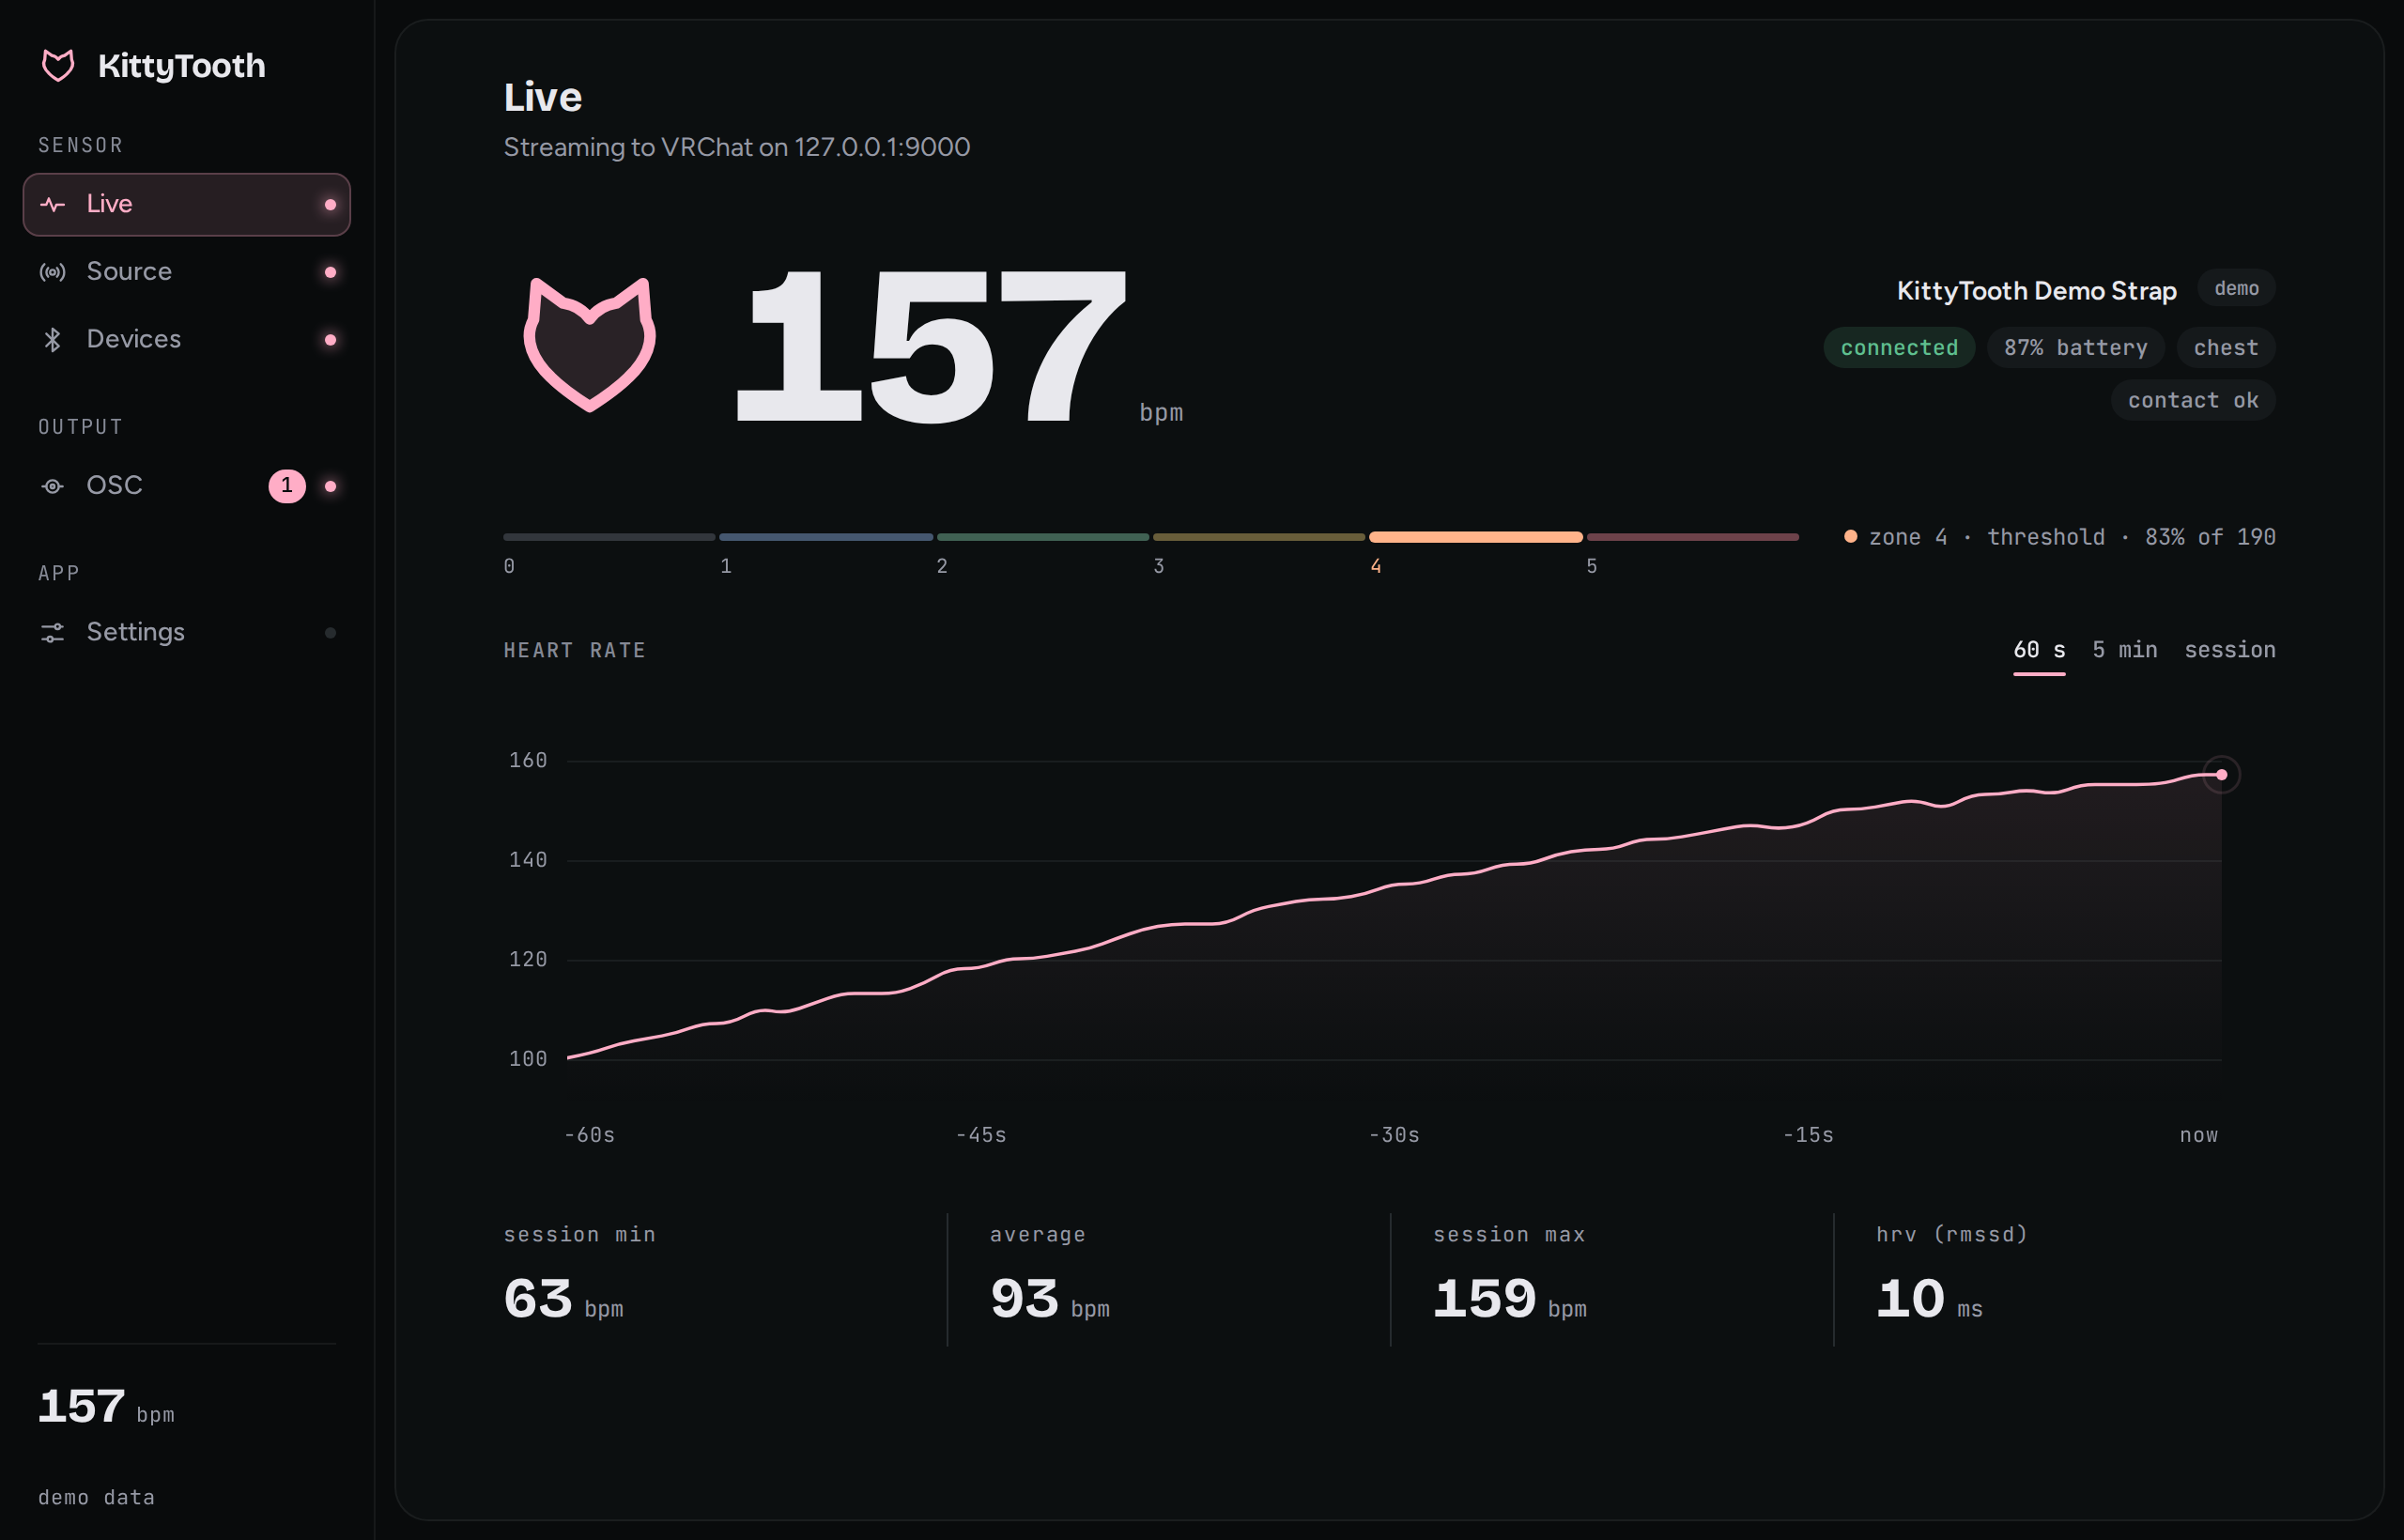 KittyTooth
SENSOR
Live
Source
Devices
OUTPUT
OSC 1
APP
Settings
157 bpm
demo data
Live
Streaming to VRChat on 127.0.0.1:9000
157 bpm
KittyTooth Demo Strap demo
connected 87% battery chest
contact ok
0 1 2 3 4 5
zone 4 · threshold · 83% of 190
HEART RATE
60 s 5 min session
160
140
120
100
-60s -45s -30s -15s now
session min
63 bpm
average
93 bpm
session max
159 bpm
hrv (rmssd)
10 ms